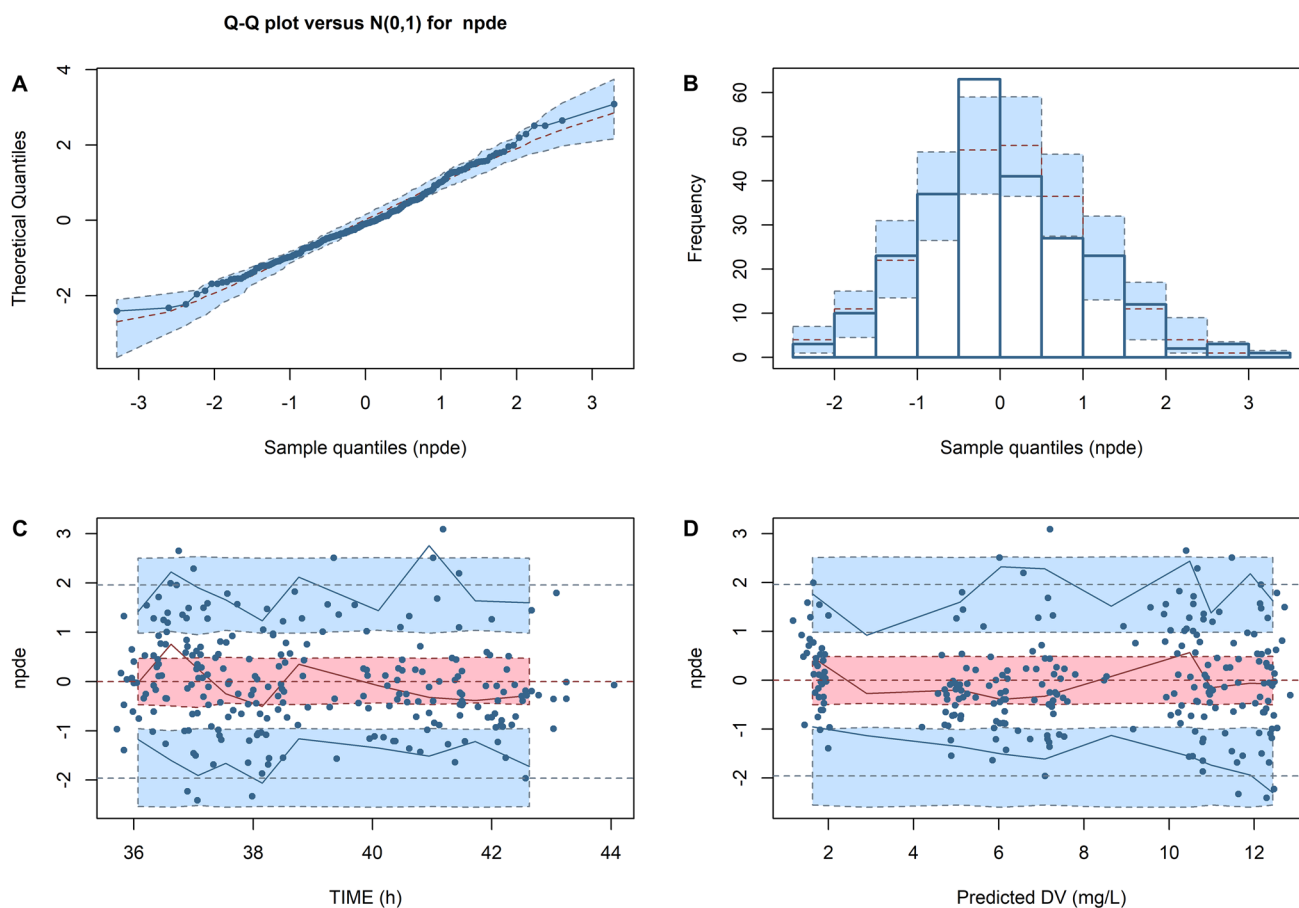 Q-Q plot versus N(0,1) for npde
A
Theoretical Quantiles
4
2
0
-2
-3 -2 -1 0 1 2 3
Sample quantiles (npde)
B
Frequency
60
50
40
30
20
10
0
-2 -1 0 1 2 3
Sample quantiles (npde)
C
npde
3
2
1
0
-1
-2
36 38 40 42 44
TIME (h)
D
npde
3
2
1
0
-1
-2
2 4 6 8 10 12
Predicted DV (mg/L)